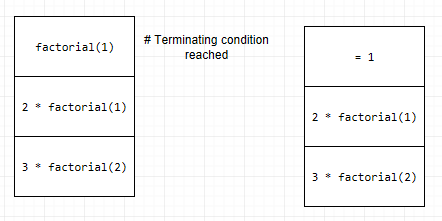 factorial(1)
2 * factorial(1)
3 * factorial(2)
# Terminating condition
reached
= 1
2 * factorial(1)
3 * factorial(2)